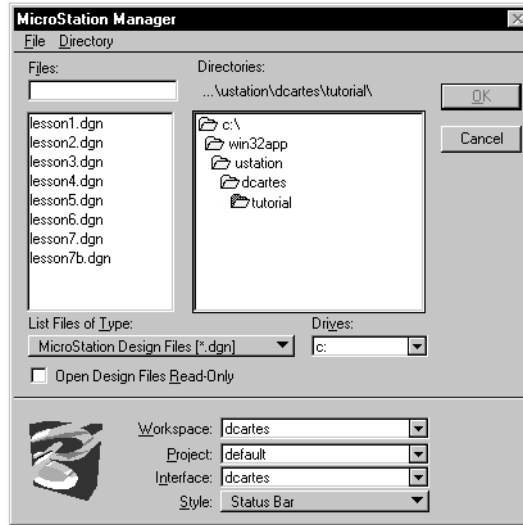 MicroStation Manager
File Directory
Files:
Directories:
...\ustation\dcartes\tutorial\
OK
Cancel
lesson1.dgn
lesson2.dgn
lesson3.dgn
lesson4.dgn
lesson5.dgn
lesson6.dgn
lesson7.dgn
lesson7b.dgn
c:\
win32app
ustation
dcartes
tutorial
List Files of Type:
MicroStation Design Files [*.dgn]
Drives:
c:
Open Design Files Read-Only
Workspace: dcartes
Project: default
Interface: dcartes
Style: Status Bar